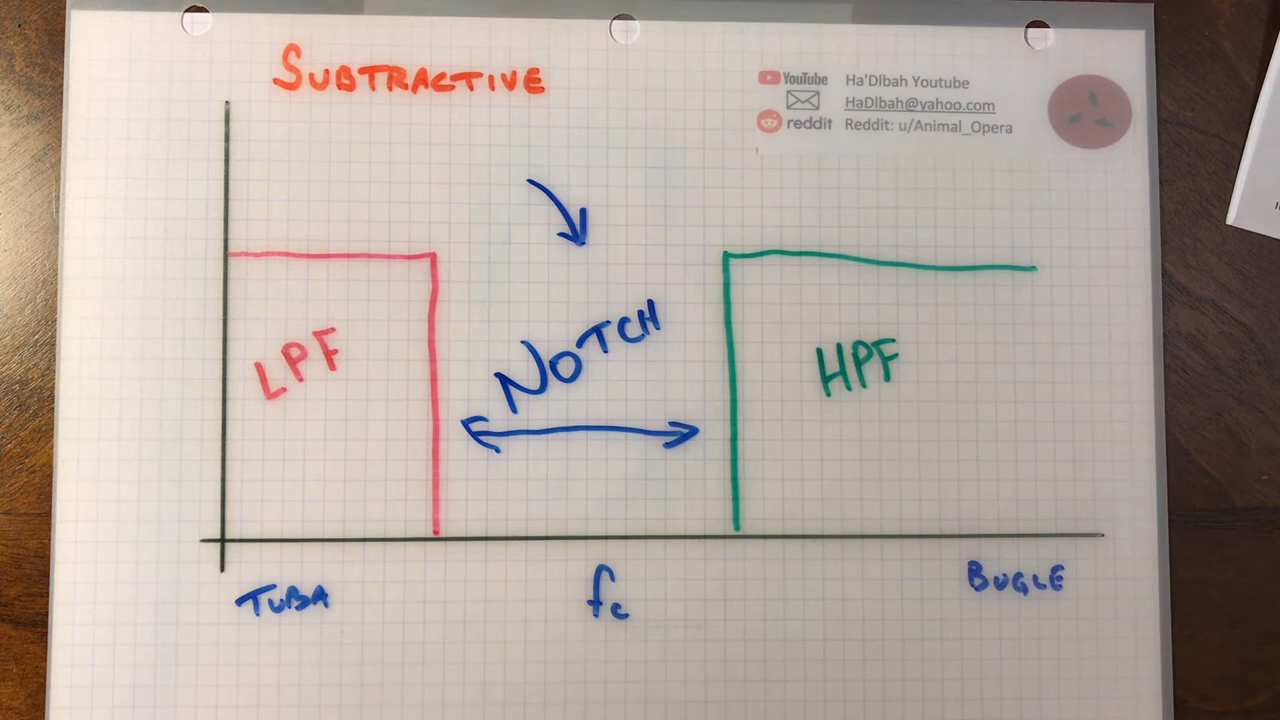 SUBTRACTIVE
YouTube Ha'Dlbah Youtube
HaDlbah@yahoo.com
reddit Reddit: u/Animal_Opera
LPF
NOTCH
HPF
TUBA
fc
BUGLE